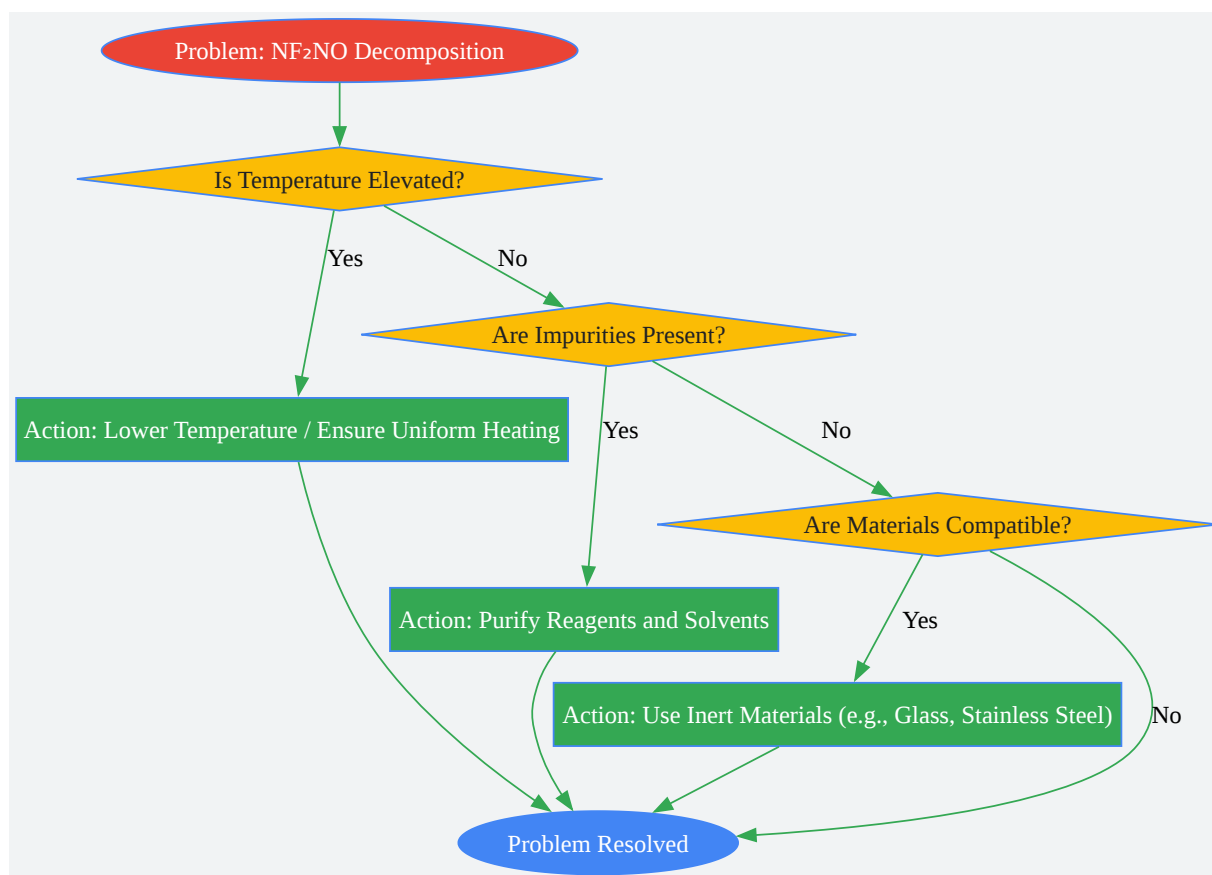 Problem: NF₂NO Decomposition
Is Temperature Elevated?
Yes
No
Are Impurities Present?
Action: Lower Temperature / Ensure Uniform Heating
Yes
No
Are Materials Compatible?
Action: Purify Reagents and Solvents
Yes
Action: Use Inert Materials (e.g., Glass, Stainless Steel)
No
Problem Resolved